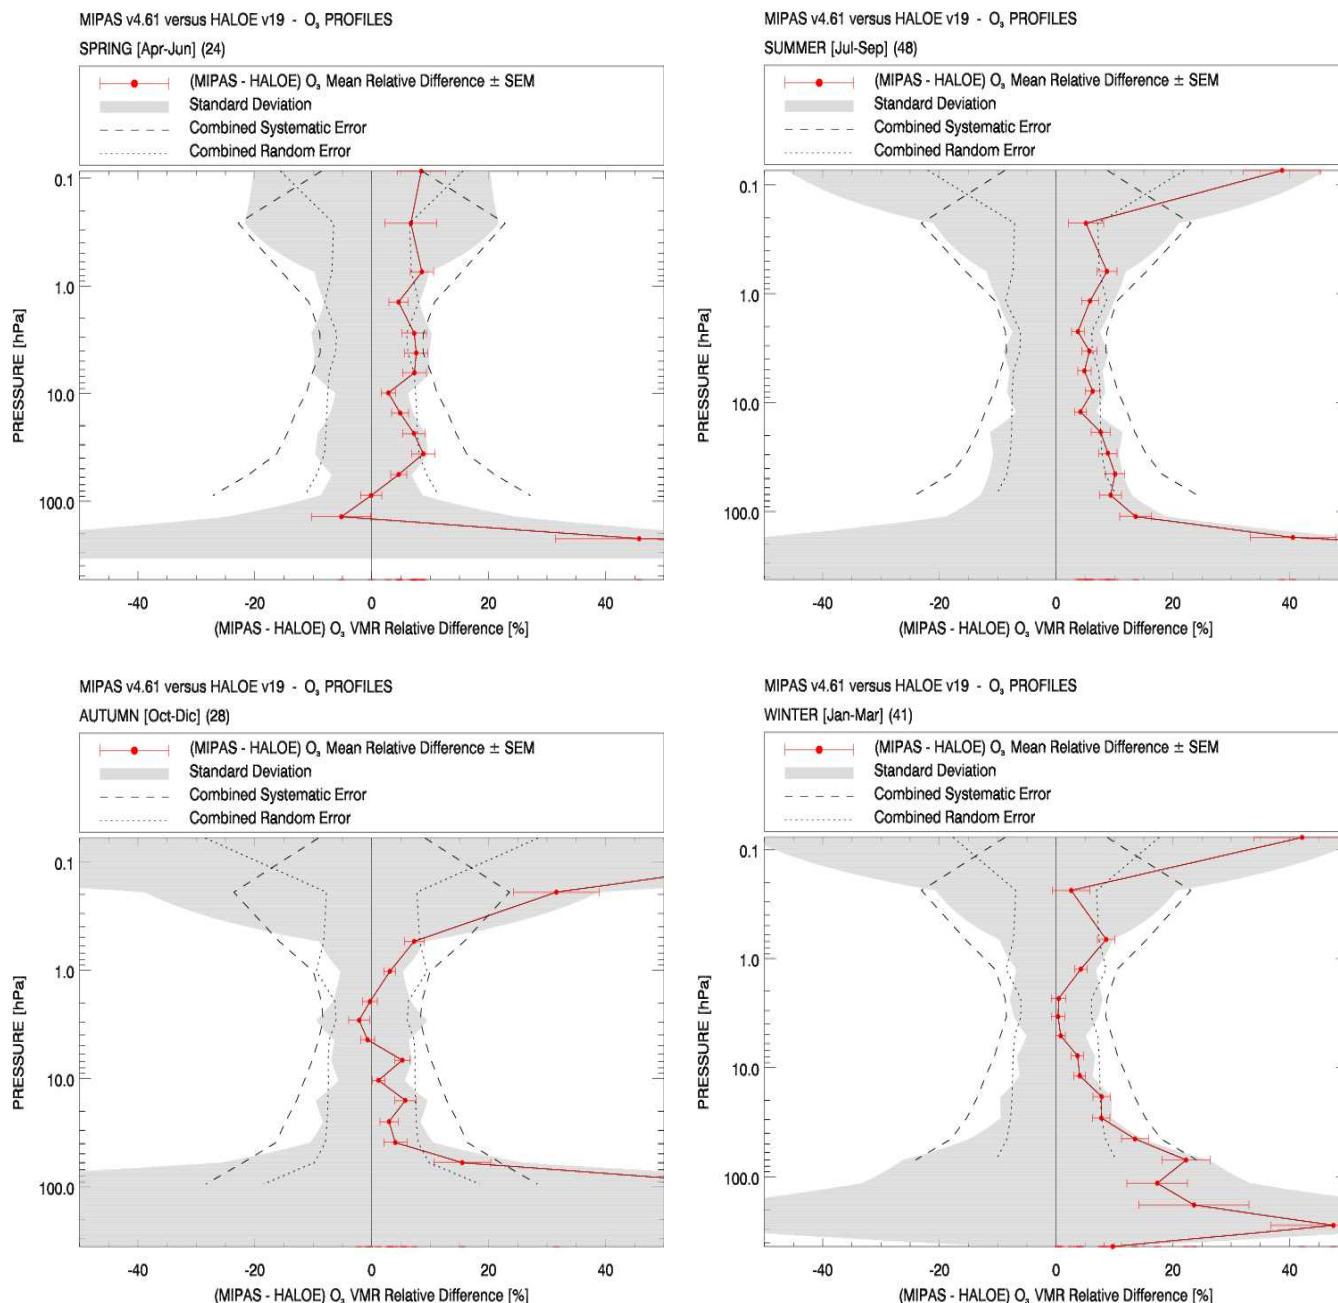 MIPAS v4.61 versus HALOE v19 - O₃ PROFILES
SPRING [Apr-Jun] (24)
(MIPAS - HALOE) O₃ Mean Relative Difference ± SEM
Standard Deviation
Combined Systematic Error
Combined Random Error
0.1
1.0
10.0
100.0
PRESSURE [hPa]
-40 -20 0 20 40
(MIPAS - HALOE) O₃ VMR Relative Difference [%]
MIPAS v4.61 versus HALOE v19 - O₃ PROFILES
SUMMER [Jul-Sep] (48)
(MIPAS - HALOE) O₃ Mean Relative Difference ± SEM
Standard Deviation
Combined Systematic Error
Combined Random Error
0.1
1.0
10.0
100.0
PRESSURE [hPa]
-40 -20 0 20 40
(MIPAS - HALOE) O₃ VMR Relative Difference [%]
MIPAS v4.61 versus HALOE v19 - O₃ PROFILES
AUTUMN [Oct-Dic] (28)
(MIPAS - HALOE) O₃ Mean Relative Difference ± SEM
Standard Deviation
Combined Systematic Error
Combined Random Error
0.1
1.0
10.0
100.0
PRESSURE [hPa]
-40 -20 0 20 40
(MIPAS - HALOE) O₃ VMR Relative Difference [%]
MIPAS v4.61 versus HALOE v19 - O₃ PROFILES
WINTER [Jan-Mar] (41)
(MIPAS - HALOE) O₃ Mean Relative Difference ± SEM
Standard Deviation
Combined Systematic Error
Combined Random Error
0.1
1.0
10.0
100.0
PRESSURE [hPa]
-40 -20 0 20 40
(MIPAS - HALOE) O₃ VMR Relative Difference [%]